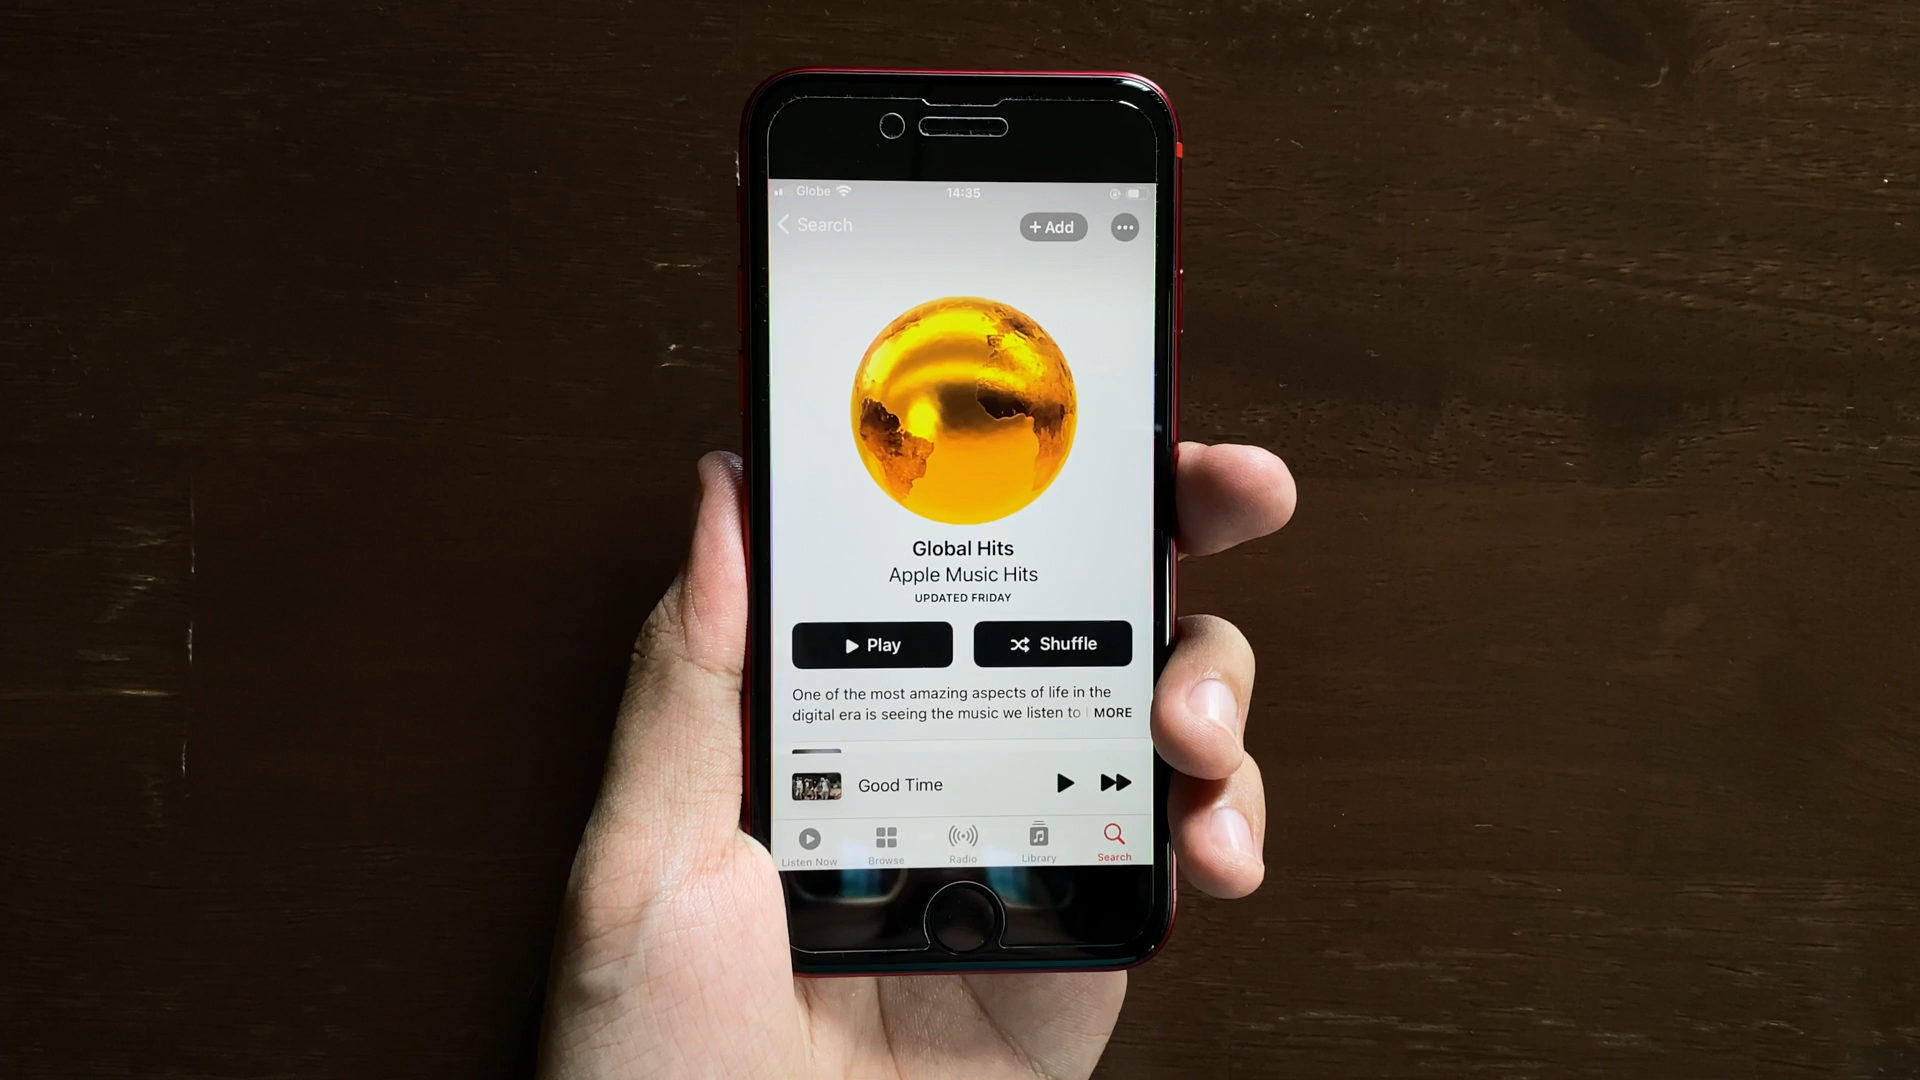 Globe 14:35
Search + Add
Global Hits
Apple Music Hits
UPDATED FRIDAY
Play Shuffle
One of the most amazing aspects of life in the
digital era is seeing the music we listen to MORE
Good Time
Listen Now Browse Radio Library Search